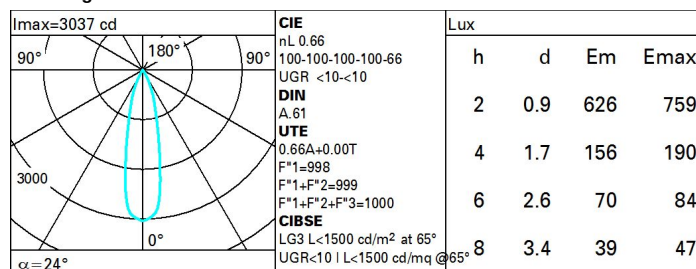 Imax=3037 cd
90° 180° 90°
3000
0°
α=24°
CIE
nL 0.66
100-100-100-100-66
UGR <10-<10
DIN
A.61
UTE
0.66A+0.00T
F"1=998
F"1+F"2=999
F"1+F"2+F"3=1000
CIBSE
LG3 L<1500 cd/m² at 65°
UGR<10 | L<1500 cd/mq @65°
Lux
h d Em Emax
2 0.9 626 759
4 1.7 156 190
6 2.6 70 84
8 3.4 39 47